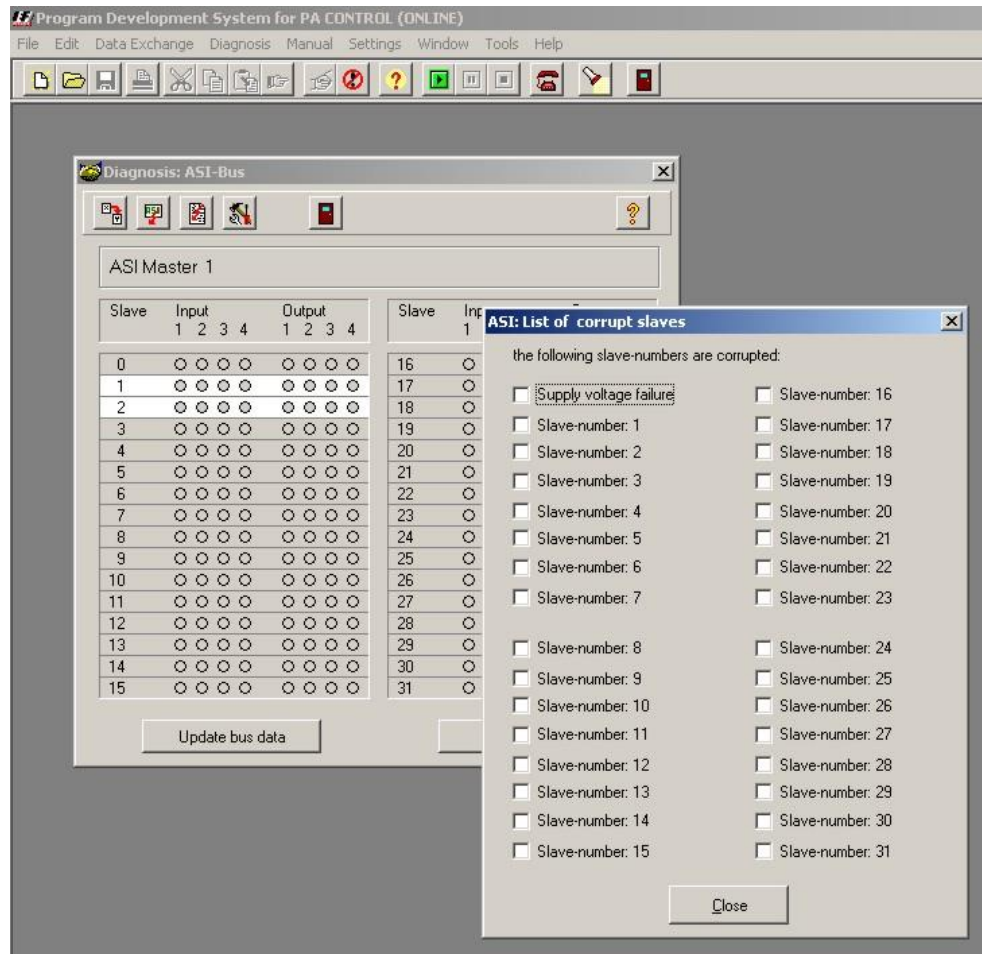 Program Development System for PA CONTROL (ONLINE)
File Edit Data Exchange Diagnosis Manual Settings Window Tools Help
Diagnosis: ASI-Bus
ASI Master 1
Slave Input Output Slave
1 2 3 4 1 2 3 4 1
0 16
1 17
2 18
3 19
4 20
5 21
6 22
7 23
8 24
9 25
10 26
11 27
12 28
13 29
14 30
15 31
Update bus data
ASI: List of corrupt slaves
the following slave-numbers are corrupted:
Supply voltage failure Slave-number: 16
Slave-number: 1 Slave-number: 17
Slave-number: 2 Slave-number: 18
Slave-number: 3 Slave-number: 19
Slave-number: 4 Slave-number: 20
Slave-number: 5 Slave-number: 21
Slave-number: 6 Slave-number: 22
Slave-number: 7 Slave-number: 23
Slave-number: 8 Slave-number: 24
Slave-number: 9 Slave-number: 25
Slave-number: 10 Slave-number: 26
Slave-number: 11 Slave-number: 27
Slave-number: 12 Slave-number: 28
Slave-number: 13 Slave-number: 29
Slave-number: 14 Slave-number: 30
Slave-number: 15 Slave-number: 31
Close